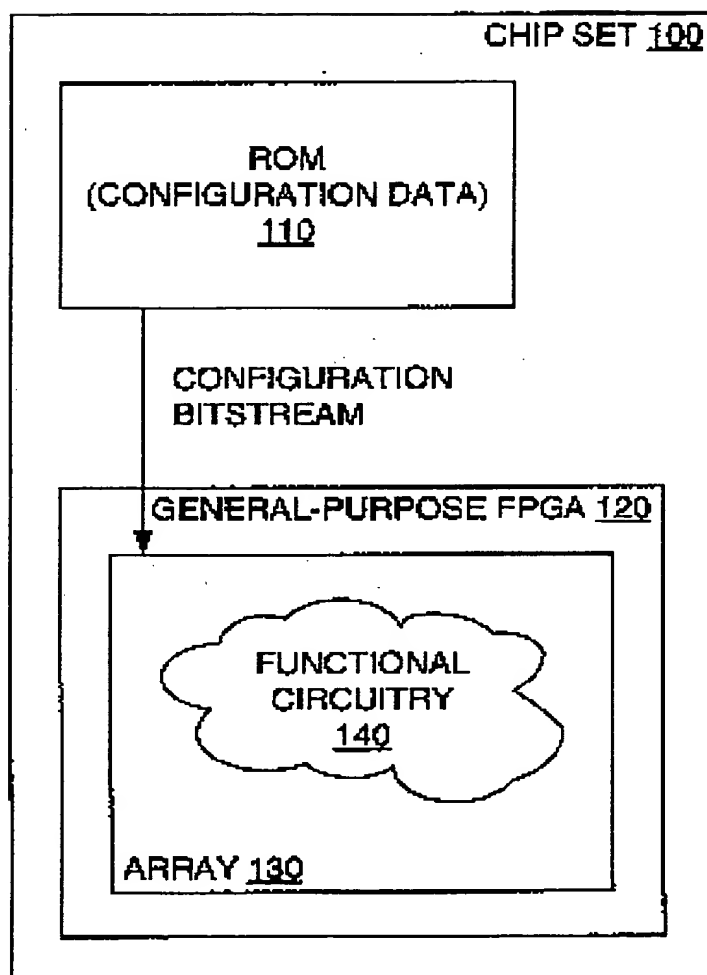 CHIP SET 100
ROM
(CONFIGURATION DATA)
110
CONFIGURATION
BITSTREAM
GENERAL-PURPOSE FPGA 120
FUNCTIONAL
CIRCUITRY
140
ARRAY 130